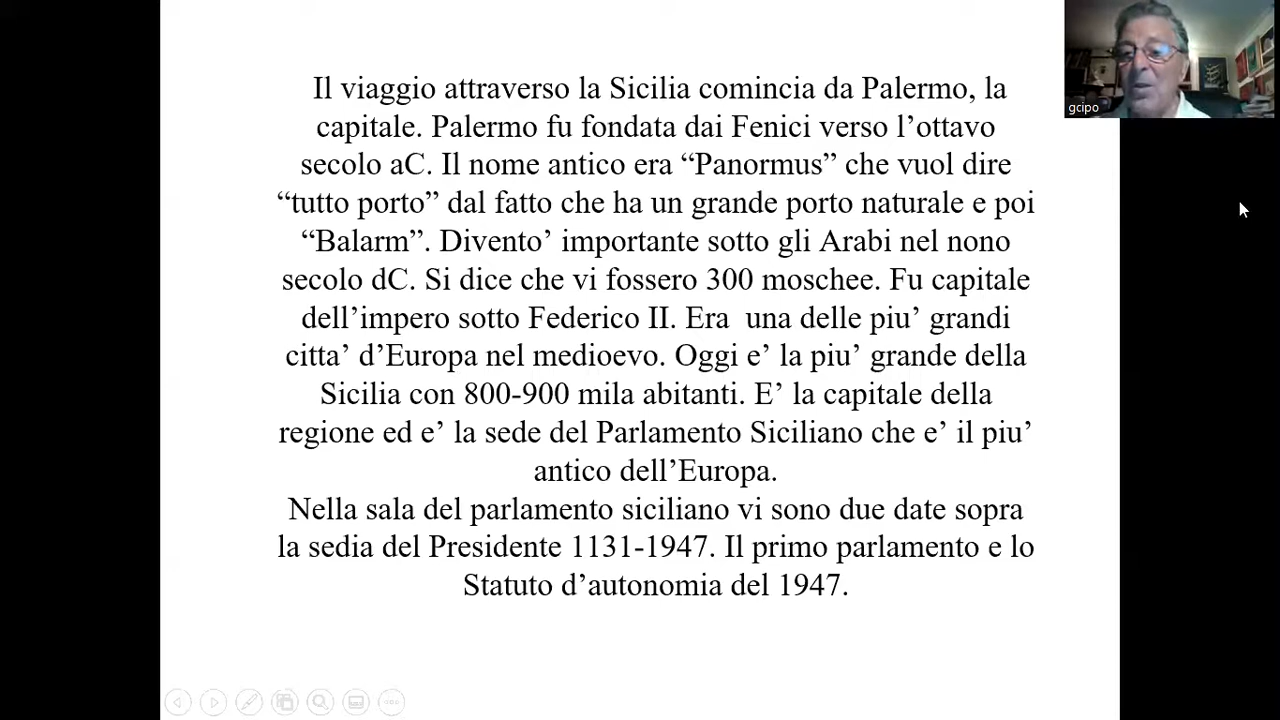 Il viaggio attraverso la Sicilia comincia da Palermo, la
capitale. Palermo fu fondata dai Fenici verso l’ottavo
secolo aC. Il nome antico era “Panormus” che vuol dire
“tutto porto” dal fatto che ha un grande porto naturale e poi
“Balarm”. Divento’ importante sotto gli Arabi nel nono
secolo dC. Si dice che vi fossero 300 moschee. Fu capitale
dell’impero sotto Federico II. Era  una delle piu’ grandi
citta’ d’Europa nel medioevo. Oggi e’ la piu’ grande della
Sicilia con 800-900 mila abitanti. E’ la capitale della
regione ed e’ la sede del Parlamento Siciliano che e’ il piu’
antico dell’Europa.
Nella sala del parlamento siciliano vi sono due date sopra
la sedia del Presidente 1131-1947. Il primo parlamento e lo
Statuto d’autonomia del 1947.
gcipo